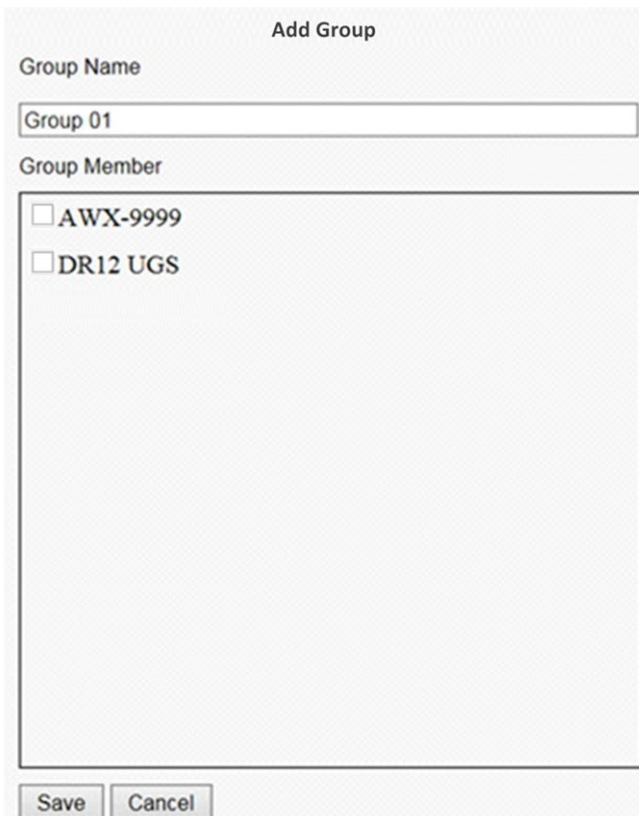 Add Group
Group Name
Group 01
Group Member
AWX-9999
DR12 UGS
Save Cancel